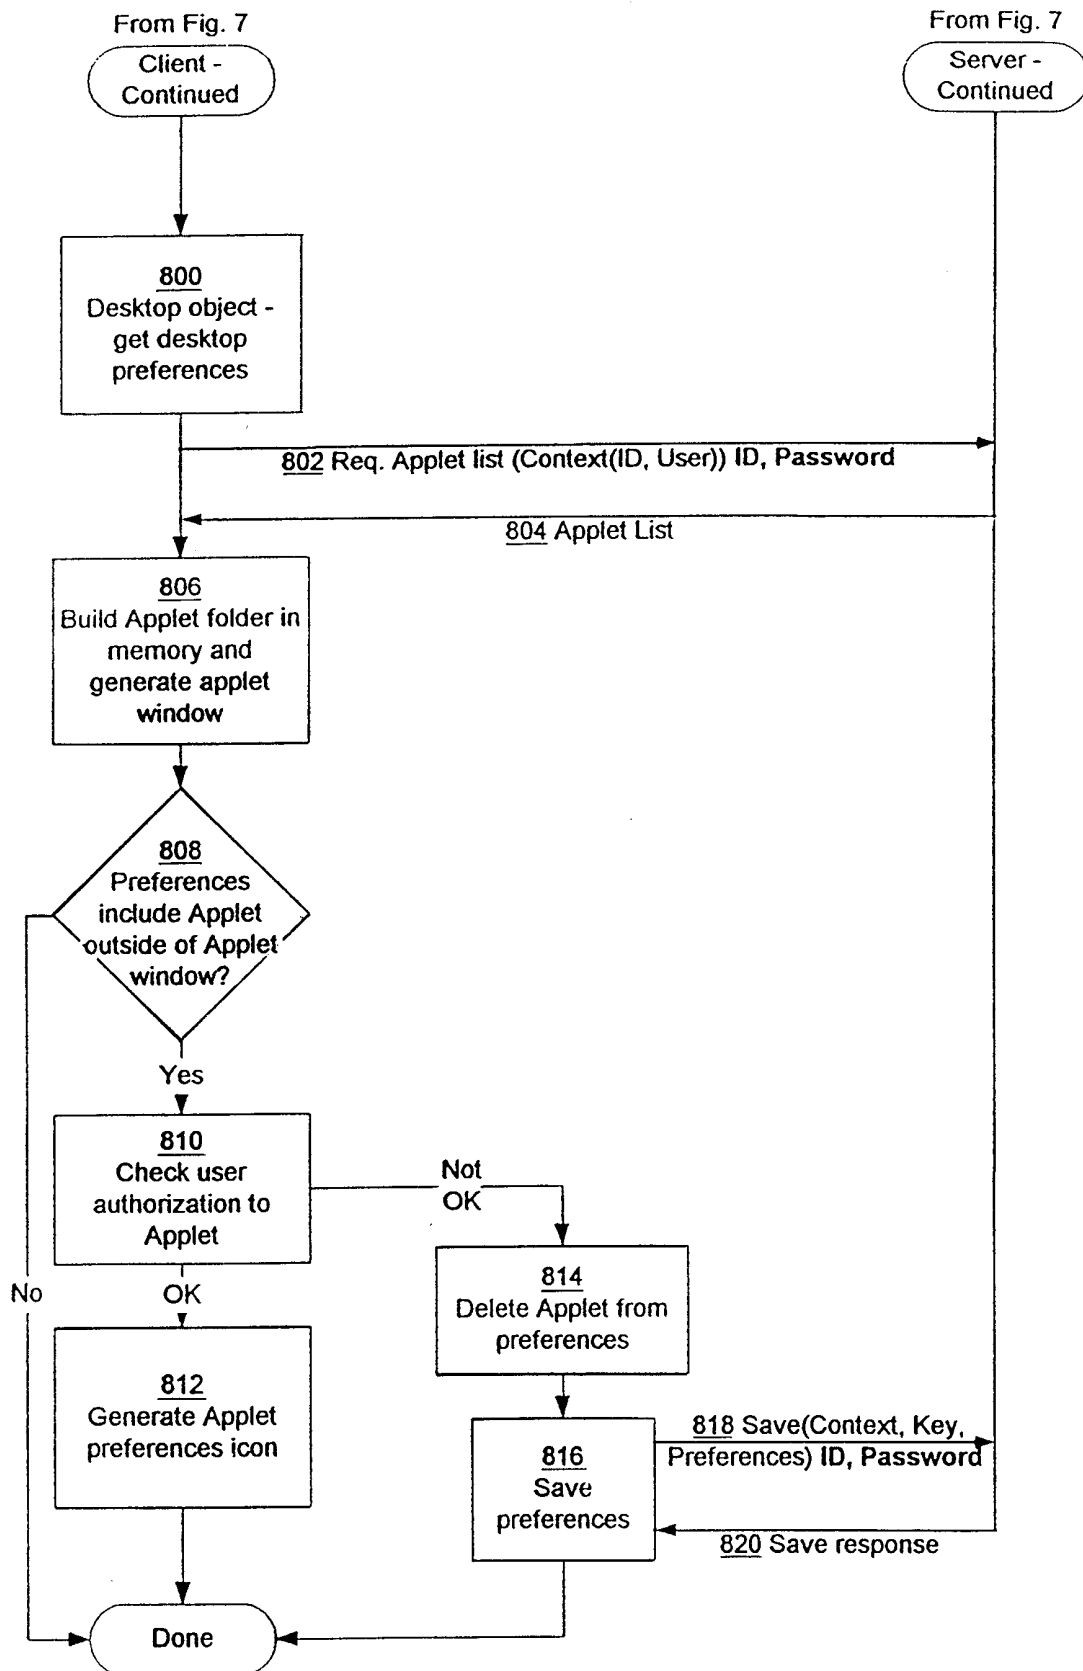 From Fig. 7
Client -
Continued
From Fig. 7
Server -
Continued
800
Desktop object -
get desktop
preferences
802 Req. Applet list (Context(ID, User)) ID, Password
804 Applet List
806
Build Applet folder in
memory and
generate applet
window
808
Preferences
include Applet
outside of Applet
window?
Yes
810
Check user
authorization to
Applet
Not
OK
No
OK
814
Delete Applet from
preferences
812
Generate Applet
preferences icon
816
Save
preferences
818 Save(Context, Key,
Preferences) ID, Password
820 Save response
Done